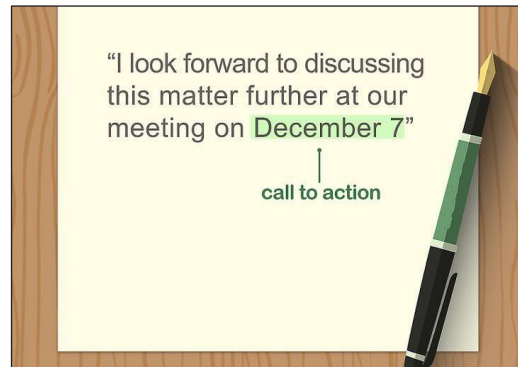 “I look forward to discussing
this matter further at our
meeting on December 7”
call to action